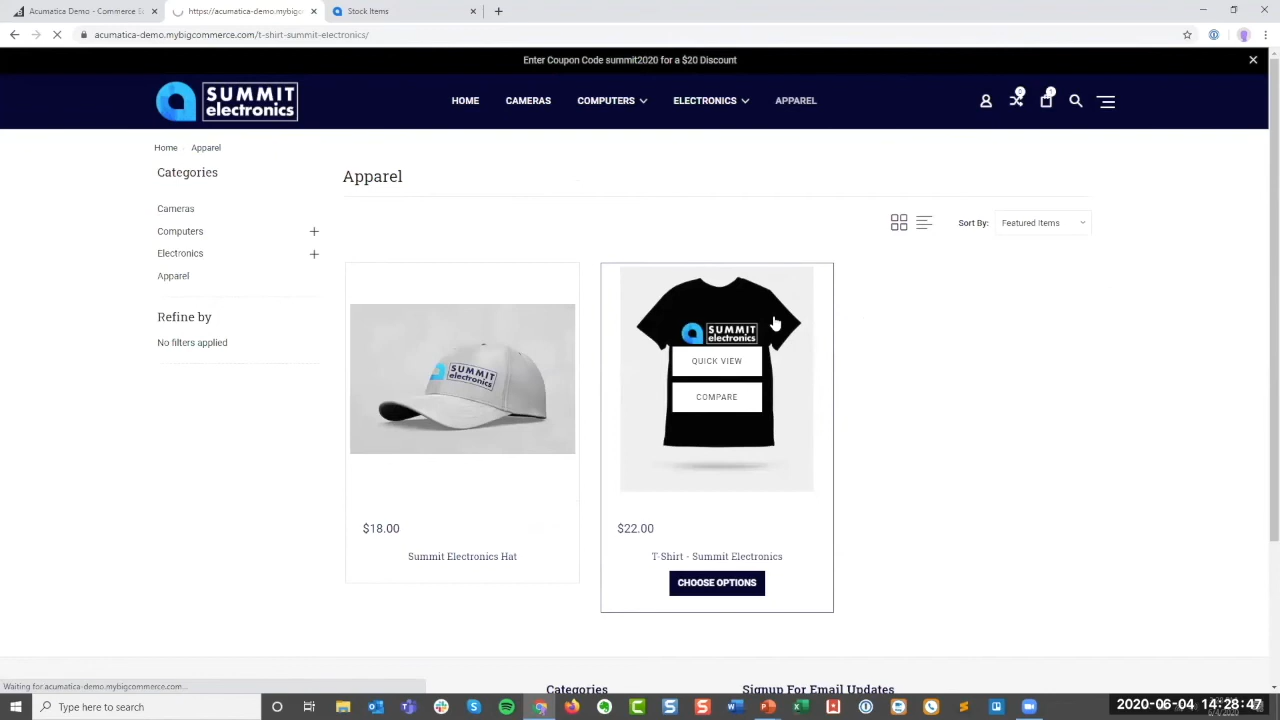 Acumatica Demo - Commerce E
https://acumatica-demo.mybigcom
Stock Items
acumatica-demo.mybigcommerce.com/t-shirt-summit-electronics/
Enter Coupon Code summit2020 for a $20 Discount
SUMMIT
electronics
HOME
CAMERAS
COMPUTERS
ELECTRONICS
APPAREL
0
1
Home
Apparel
Categories
Apparel
Cameras
Computers
Electronics
Apparel
Sort By:
Featured Items
Refine by
No filters applied
SUMMIT
electronics
SUMMIT
electronics
QUICK VIEW
COMPARE
$18.00
$22.00
Summit Electronics Hat
T-Shirt - Summit Electronics
CHOOSE OPTIONS
Waiting for acumatica-demo.mybigcommerce.com...
Categories
Signup For Email Updates
Type here to search
2020-06-04 14:28:47